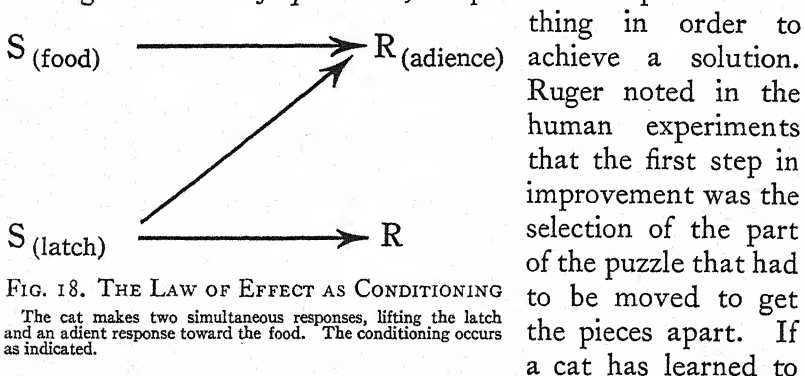 S (food) R (adience)
S (latch) R
FIG. 18. THE LAW OF EFFECT AS CONDITIONING
The cat makes two simultaneous responses, lifting the latch
and an adient response toward the food. The conditioning occurs
as indicated.
thing in order to
achieve a solution.
Ruger noted in the
human experiments
that the first step in
improvement was the
selection of the part
of the puzzle that had
to be moved to get
the pieces apart. If
a cat has learned to